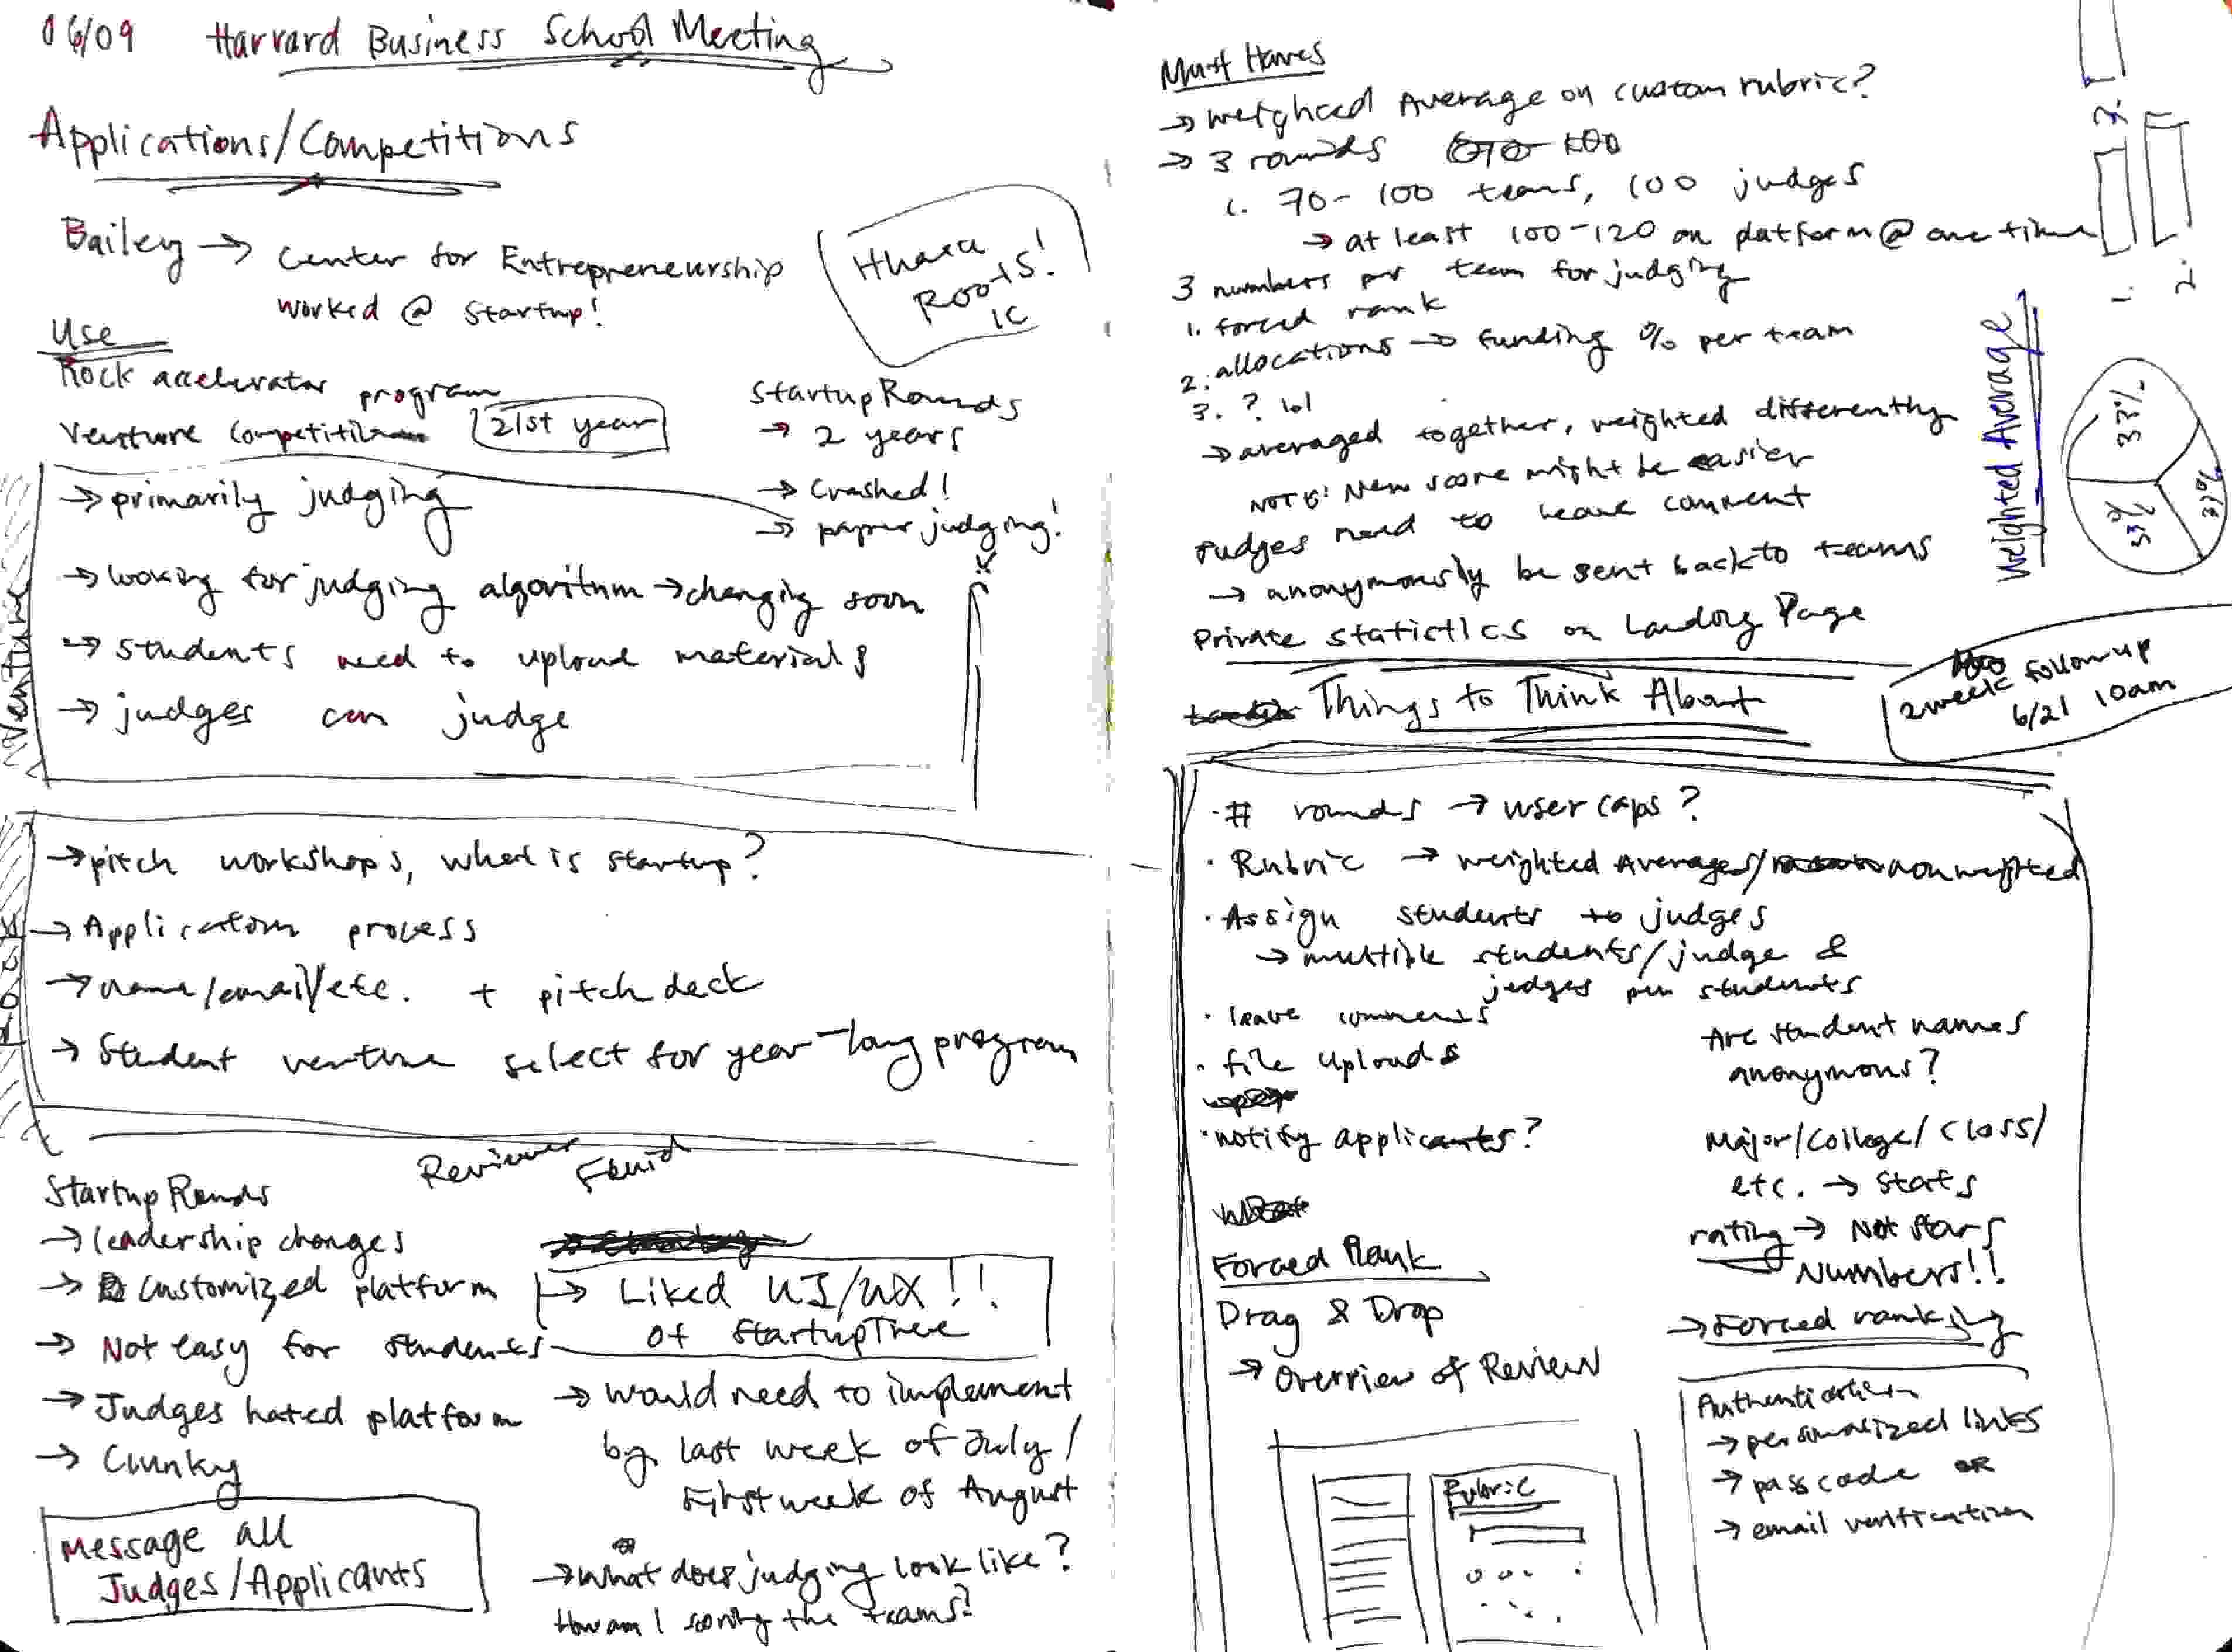 06/09 Harvard Business School Meeting
Applications/Competitions
Bailey → Center for Entrepreneurship
worked @ startup!
Ithaca
Roots!
IC
Use
Rock accelerator program
Venture Competition
21st year
StartupRounds
→ 2 years
→ Crashed!
→ paper judging!
Venture
→ primarily judging
→ looking for judging algorithm → changing soon
→ students need to upload materials
→ judges can judge
Rock
→ pitch workshops, what is startup?
→ Application process
→ name/email/etc. + pitch deck
→ Student venture select for year-long program
Reviewer Fluid
StartupRounds
→ leadership changes
→ Customized platform
→ Not easy for students
→ Judges hated platform
→ Clunky
Message all
Judges/Applicants
→ Liked UI/UX!!
of StartupTree
→ would need to implement
by last week of July/
First week of August
→ what does judging look like?
How am I scoring the teams?
Must Haves
→ weighted Average on custom rubric?
→ 3 rounds
1. 70-100 teams, 100 judges
→ at least 100-120 on platform @ one time
3 numbers per team for judging
1. forced rank
2. allocations → funding % per team
3. ? lol
→ averaged together, weighted differently
NOTE: New score might be easier
Judges need to leave comment
→ anonymously be sent back to teams
Private statistics on Landing Page
Weighted Average
33%
33%
33%
1.
2.
3.
2 week followup
6/21 10am
Things to Think About
· # rounds → user caps?
· Rubric → weighted Averages/nonweighted
· Assign students to judges
→ multiple students/judge &
judges per students
· leave comments
· file uploads
· notify applicants?
Are student names
anonymous?
Major/College/Class/
etc. → stats
rating → Not stars
Numbers!!
→ Forced ranking
Forced Rank
Drag & Drop
→ Overview of Review
Rubric
Authentication
→ personalized links
→ passcode OR
→ email verification